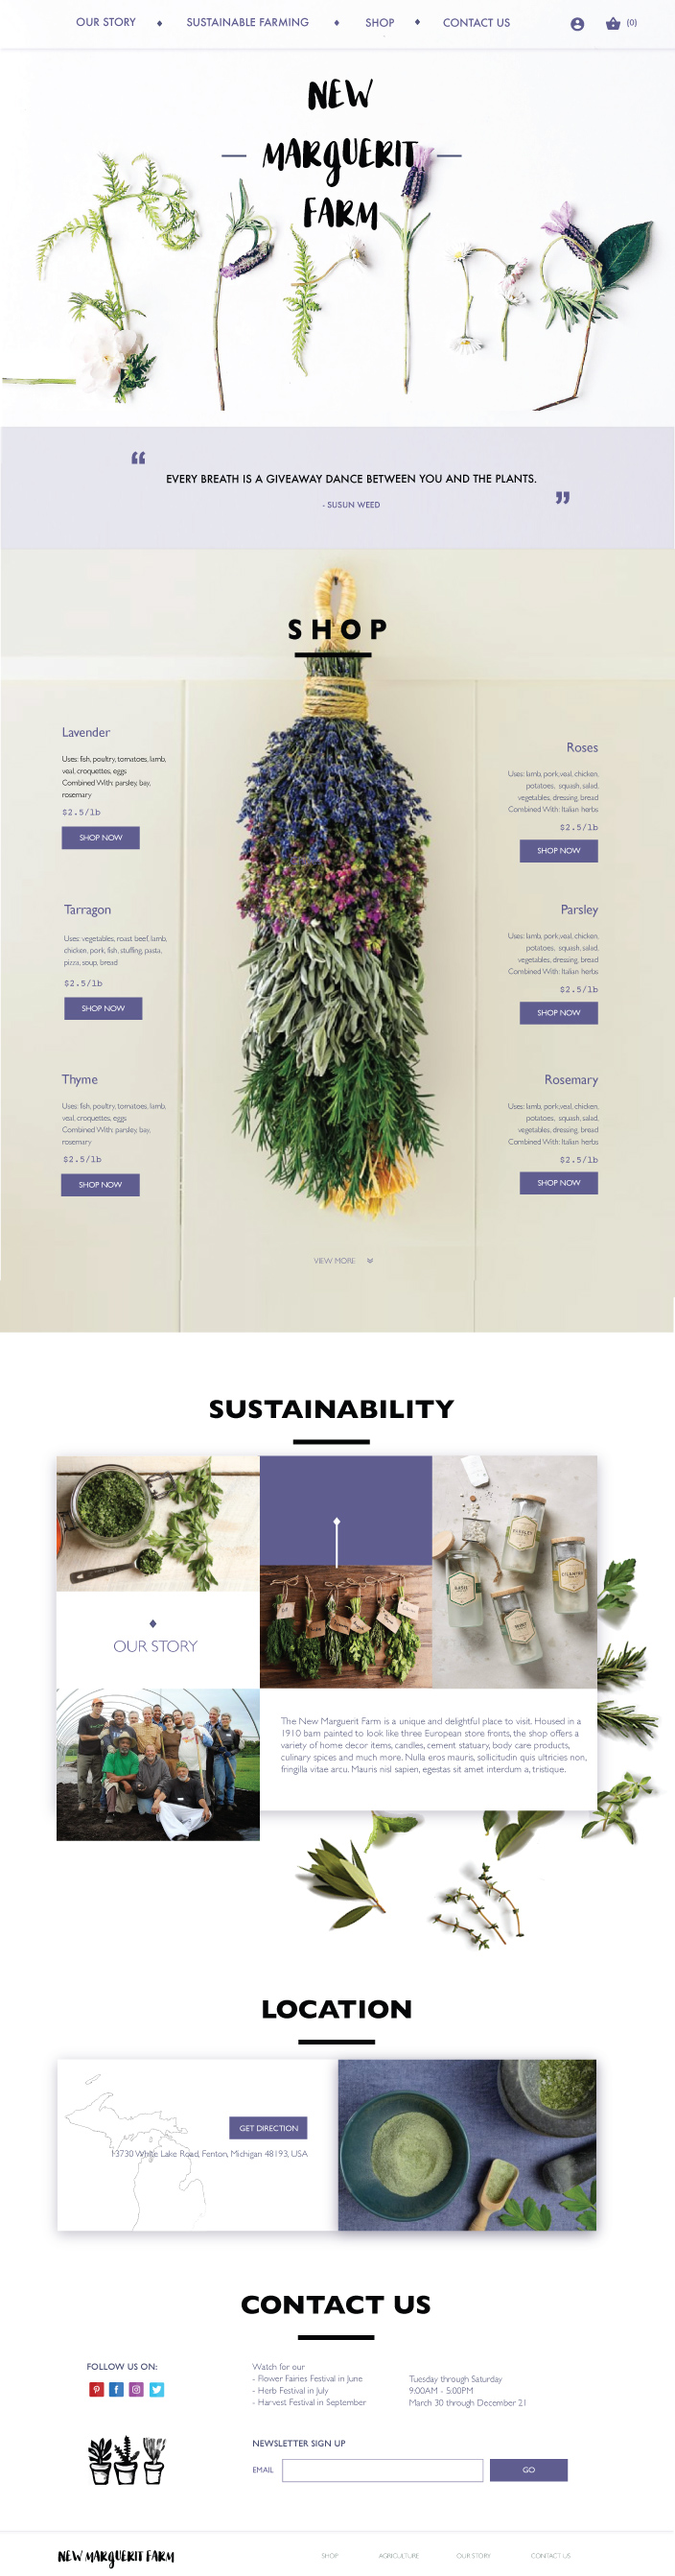 OUR STORY ♦ SUSTAINABLE FARMING ♦ SHOP ♦ CONTACT US (0)
NEW
— MARGUERIT —
FARM
“
EVERY BREATH IS A GIVEAWAY DANCE BETWEEN YOU AND THE PLANTS.
”
- SUSUN WEED
SHOP
Lavender
Uses: fish, poultry, tomatoes, lamb,
veal, croquettes, eggs
Combined With: parsley, bay,
rosemary
$2.5/lb
SHOP NOW
Roses
Uses: lamb, pork,veal, chicken,
potatoes, squash, salad,
vegetables, dressing, bread
Combined With: Italian herbs
$2.5/lb
SHOP NOW
Tarragon
Uses: vegetables, roast beef, lamb,
chicken, pork, fish, stuffing, pasta,
pizza, soup, bread
$2.5/lb
SHOP NOW
Parsley
Uses: lamb, pork,veal, chicken,
potatoes, squash, salad,
vegetables, dressing, bread
Combined With: Italian herbs
$2.5/lb
SHOP NOW
Thyme
Uses: fish, poultry, tomatoes, lamb,
veal, croquettes, eggs
Combined With: parsley, bay,
rosemary
$2.5/lb
SHOP NOW
Rosemary
Uses: lamb, pork,veal, chicken,
potatoes, squash, salad,
vegetables, dressing, bread
Combined With: Italian herbs
$2.5/lb
SHOP NOW
VIEW MORE
SUSTAINABILITY
OUR STORY
The New Marguerit Farm is a unique and delightful place to visit. Housed in a
1910 barn painted to look like three European store fronts, the shop offers a
variety of home decor items, candles, cement statuary, body care products,
culinary spices and much more. Nulla eros mauris, sollicitudin quis ultricies non,
fringilla vitae arcu. Mauris nisl sapien, egestas sit amet interdum a, tristique.
LOCATION
GET DIRECTION
13730 White Lake Road, Fenton, Michigan 48193, USA
CONTACT US
FOLLOW US ON:
Watch for our
- Flower Fairies Festival in June
- Herb Festival in July
- Harvest Festival in September
Tuesday through Saturday
9:00AM - 5:00PM
March 30 through December 21
NEWSLETTER SIGN UP
EMAIL
GO
NEW MARGUERIT FARM
SHOP AGRICULTURE OUR STORY CONTACT US